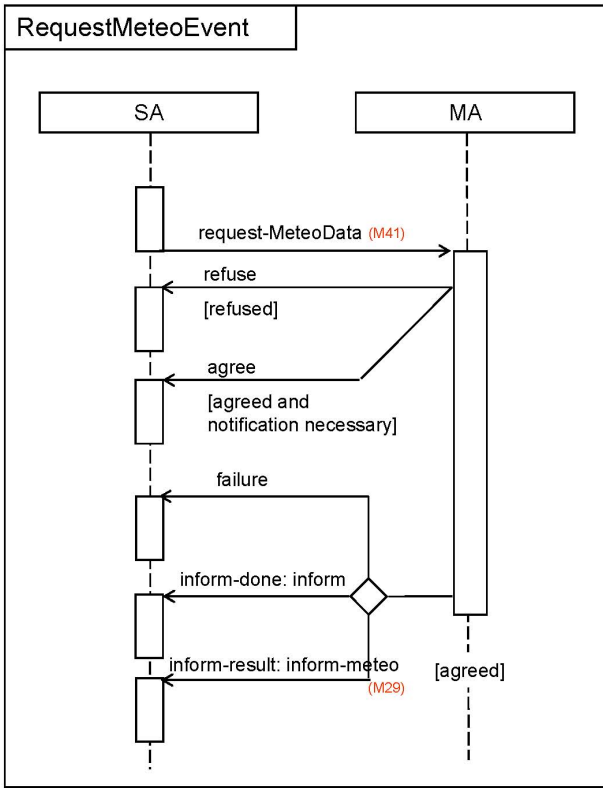 RequestMeteoEvent
SA
MA
request-MeteoData (M41)
refuse
[refused]
agree
[agreed and
notification necessary]
failure
inform-done: inform
inform-result: inform-meteo
(M29)
[agreed]